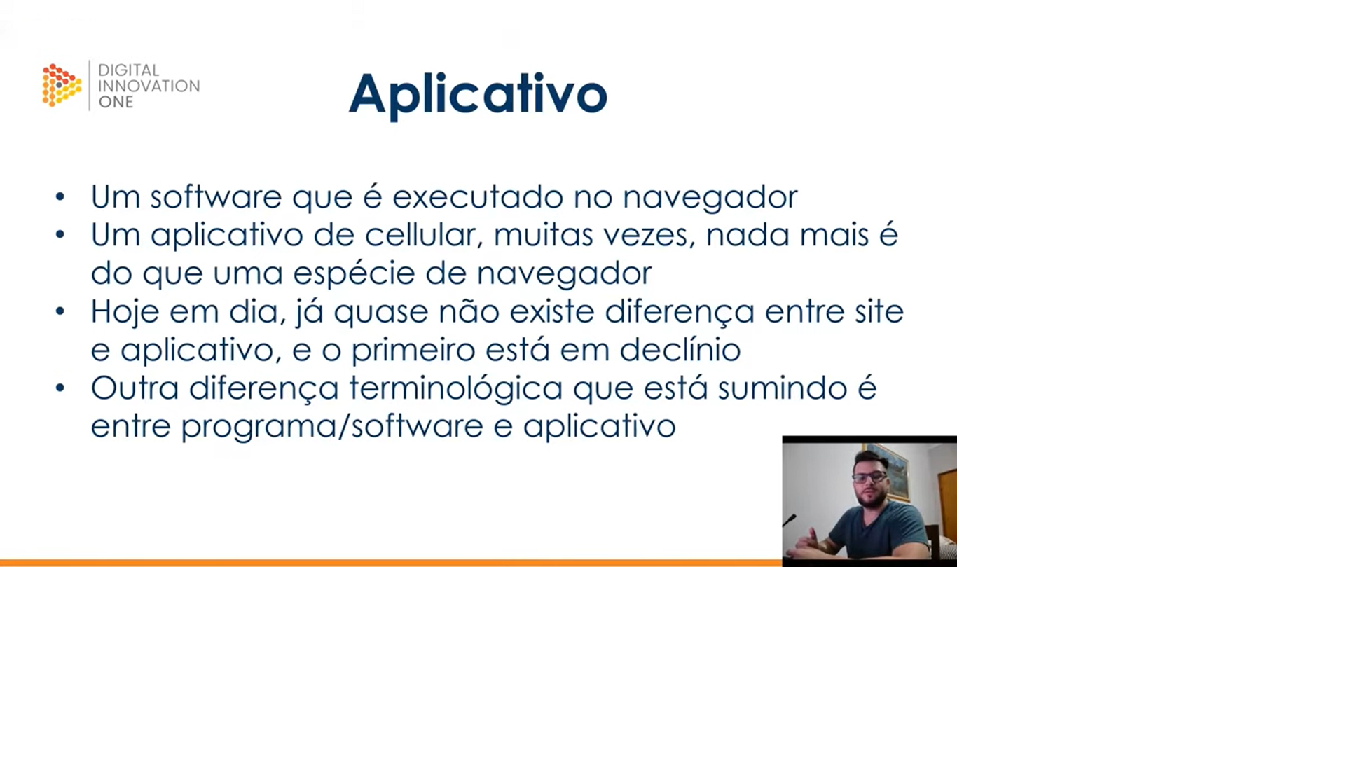 DIGITAL
INNOVATION
ONE
Aplicativo
• Um software que é executado no navegador
• Um aplicativo de cellular, muitas vezes, nada mais é
do que uma espécie de navegador
• Hoje em dia, já quase não existe diferença entre site
e aplicativo, e o primeiro está em declínio
• Outra diferença terminológica que está sumindo é
entre programa/software e aplicativo